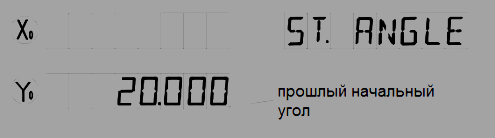 X₀ ST. ANGLE
Y₀ 20.000
прошлый начальный
угол